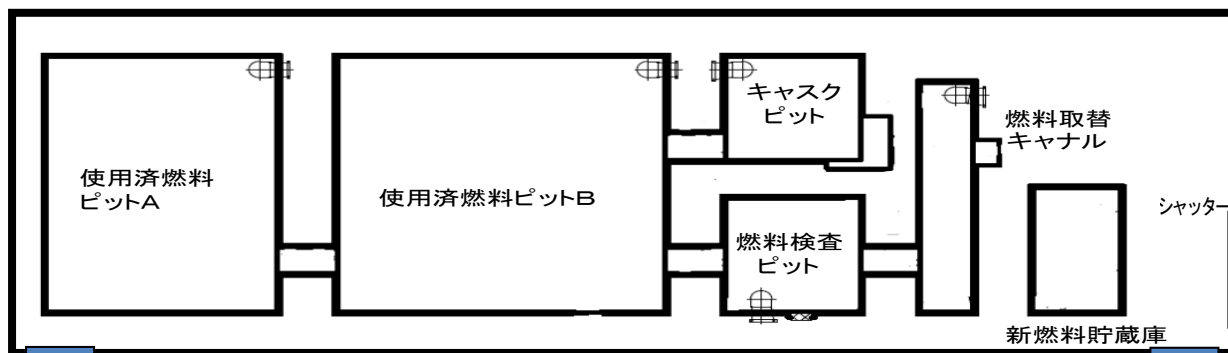 使用済燃料
ピットA
使用済燃料ピットB
キャスク
ピット
燃料検査
ピット
燃料取替
キャナル
シャッター
新燃料貯蔵庫